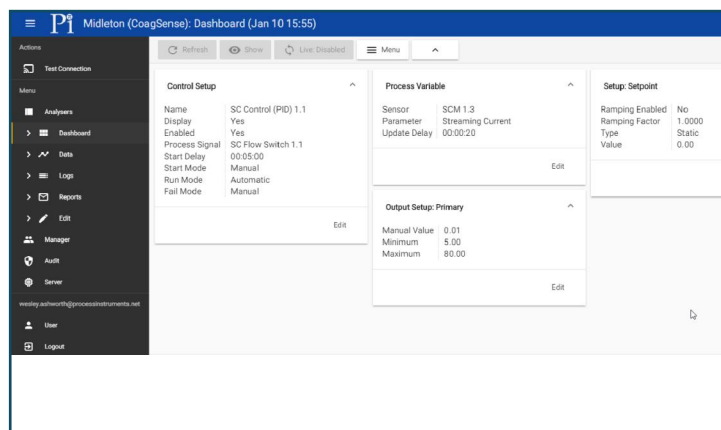 Pi Midleton (CoagSense): Dashboard (Jan 10 15:55)
Actions
Test Connection
Menu
Analysers
Dashboard
Data
Logs
Reports
Edit
Manager
Audit
Server
wesley.ashworth@processinstruments.net
User
Logout
Refresh Show Live: Disabled Menu
Control Setup
Name SC Control (PID) 1.1
Display Yes
Enabled Yes
Process Signal SC Flow Switch 1.1
Start Delay 00:05:00
Start Mode Manual
Run Mode Automatic
Fail Mode Manual
Edit
Process Variable
Sensor SCM 1.3
Parameter Streaming Current
Update Delay 00:00:20
Edit
Output Setup: Primary
Manual Value 0.01
Minimum 5.00
Maximum 80.00
Edit
Setup: Setpoint
Ramping Enabled No
Ramping Factor 1.0000
Type Static
Value 0.00